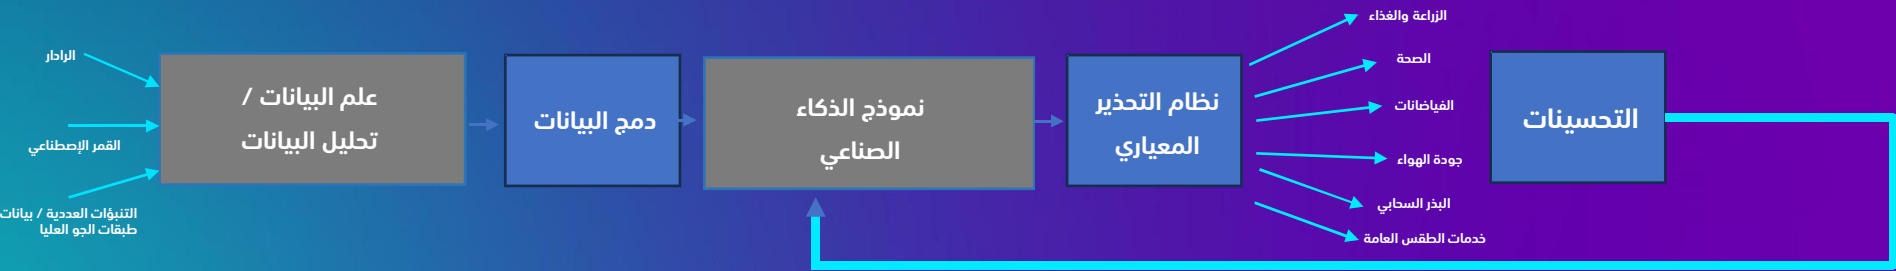 الرادار
القمر الإصطناعي
التنبؤات العددية / بيانات
طبقات الجو العليا
علم البيانات /
تحليل البيانات
دمج البيانات
نموذج الذكاء
الصناعي
نظام التحذير
المعياري
الزراعة والغذاء
الصحة
الفياضانات
جودة الهواء
البذر السحابي
خدمات الطقس العامة
التحسينات